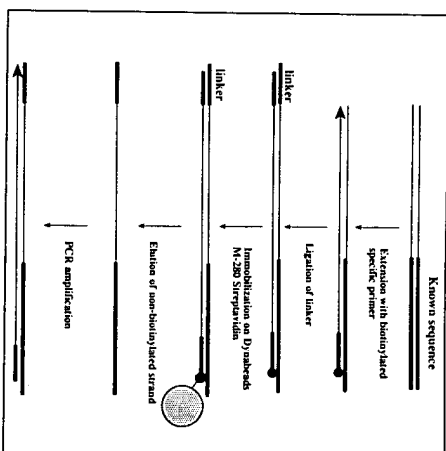 Known sequence
Extension with biotinylated
specific primer
Ligation of linker
linker
Immobilization on Dynabeads
M-280 Streptavidin
linker
Elution of non-biotinylated strand
PCR amplification